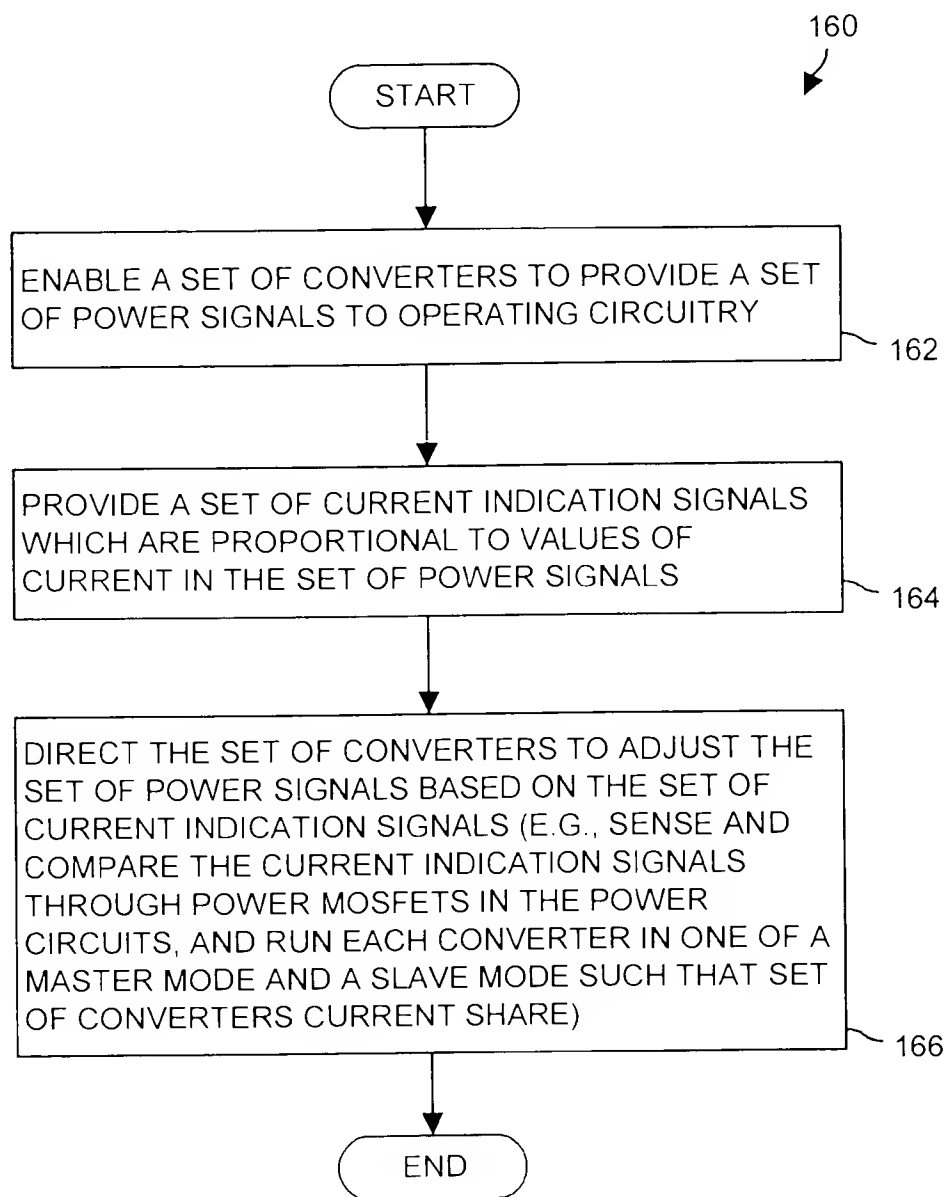 160
START
ENABLE A SET OF CONVERTERS TO PROVIDE A SET
OF POWER SIGNALS TO OPERATING CIRCUITRY
162
PROVIDE A SET OF CURRENT INDICATION SIGNALS
WHICH ARE PROPORTIONAL TO VALUES OF
CURRENT IN THE SET OF POWER SIGNALS
164
DIRECT THE SET OF CONVERTERS TO ADJUST THE
SET OF POWER SIGNALS BASED ON THE SET OF
CURRENT INDICATION SIGNALS (E.G., SENSE AND
COMPARE THE CURRENT INDICATION SIGNALS
THROUGH POWER MOSFETS IN THE POWER
CIRCUITS, AND RUN EACH CONVERTER IN ONE OF A
MASTER MODE AND A SLAVE MODE SUCH THAT SET
OF CONVERTERS CURRENT SHARE)
166
END